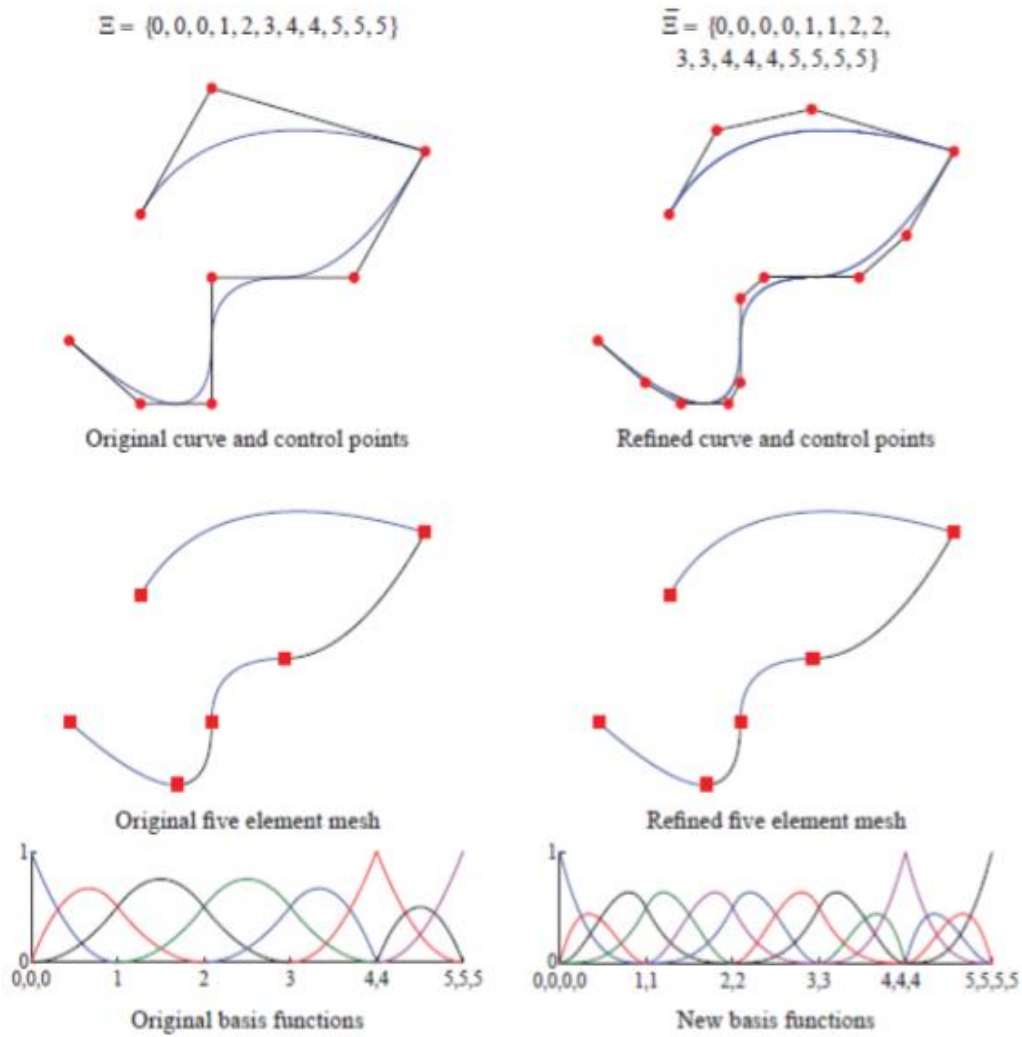 Ξ = {0, 0, 0, 1, 2, 3, 4, 4, 5, 5, 5}
Ξ̄ = {0, 0, 0, 0, 1, 1, 2, 2,
3, 3, 4, 4, 4, 5, 5, 5, 5}
Original curve and control points
Refined curve and control points
Original five element mesh
Refined five element mesh
1
0
0,0,0 1 2 3 4,4 5,5,5
Original basis functions
1
0
0,0,0,0 1,1 2,2 3,3 4,4,4 5,5,5,5
New basis functions